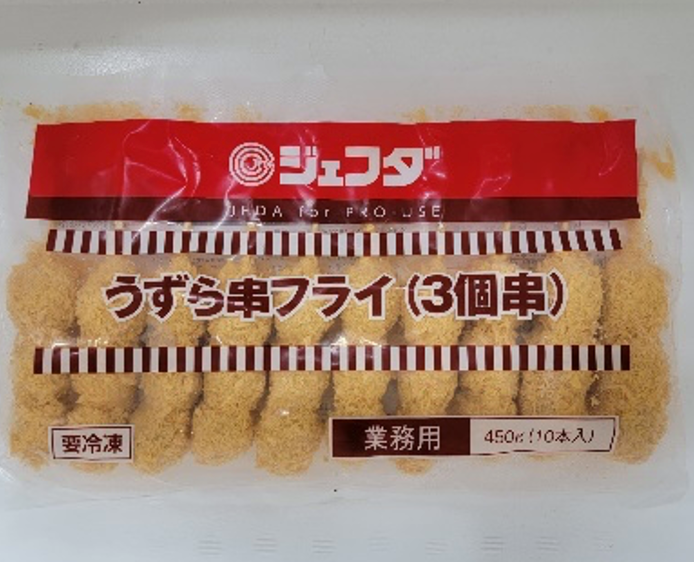 ジェフダ
JFDA for PRO USE
うずら串フライ(3個串)
要冷凍
業務用
450g(10本入)